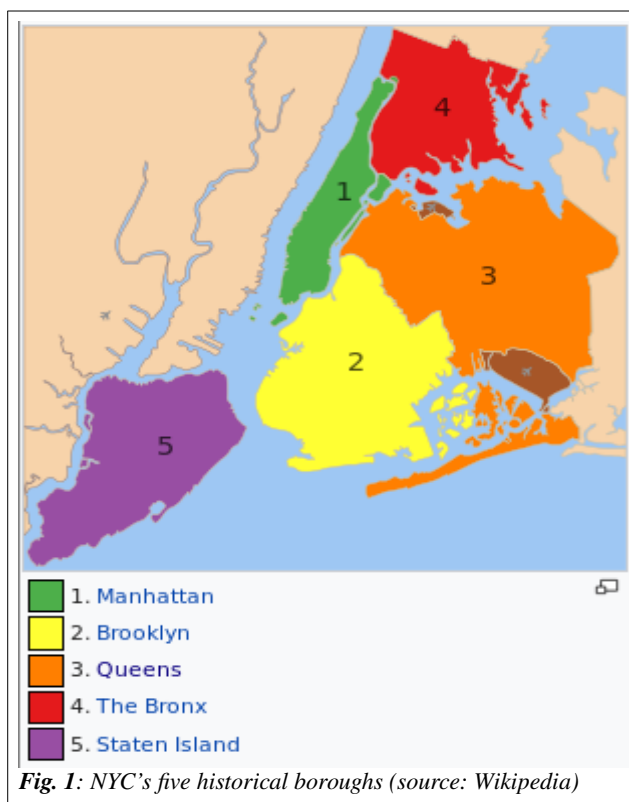 4
1
3
2
5
1. Manhattan
2. Brooklyn
3. Queens
4. The Bronx
5. Staten Island
Fig. 1: NYC's five historical boroughs (source: Wikipedia)